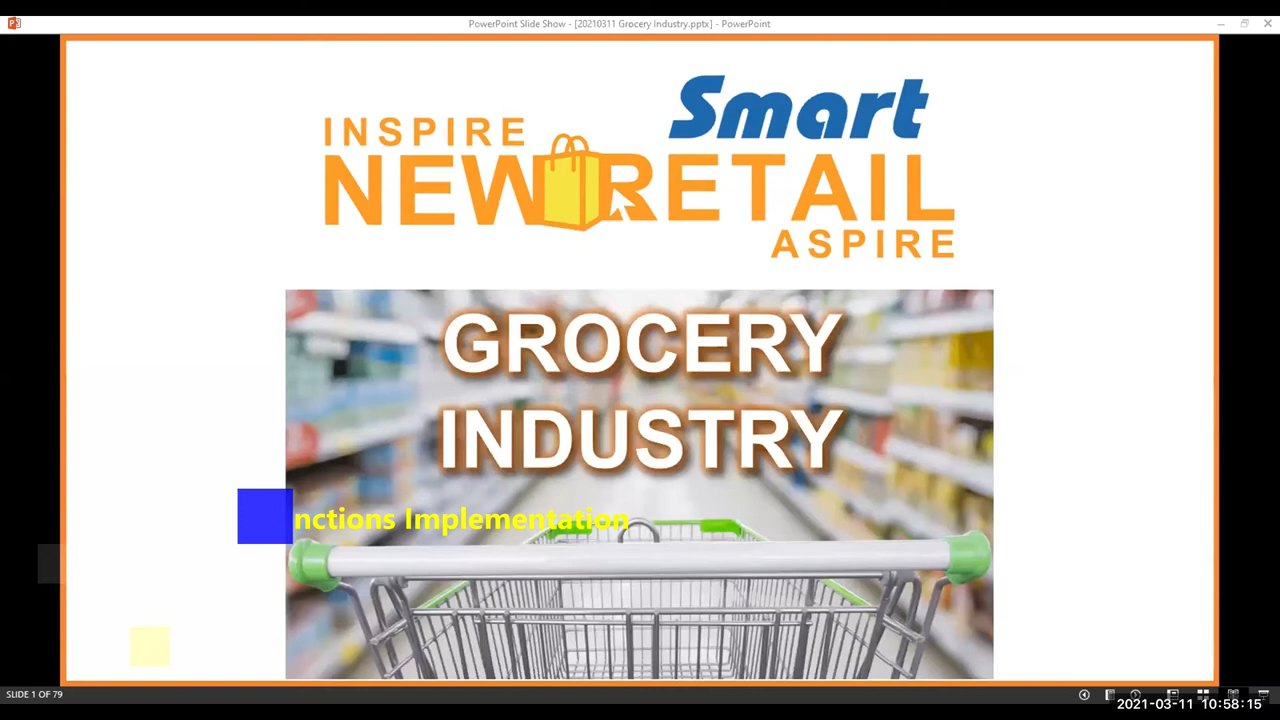 PowerPoint Slide Show - [20210311 Grocery Industry.pptx] - PowerPoint
Smart
INSPIRE
NEW RETAIL
ASPIRE
GROCERY
INDUSTRY
nctions Implementation
SLIDE 1 OF 79
2021-03-11 10:58:15